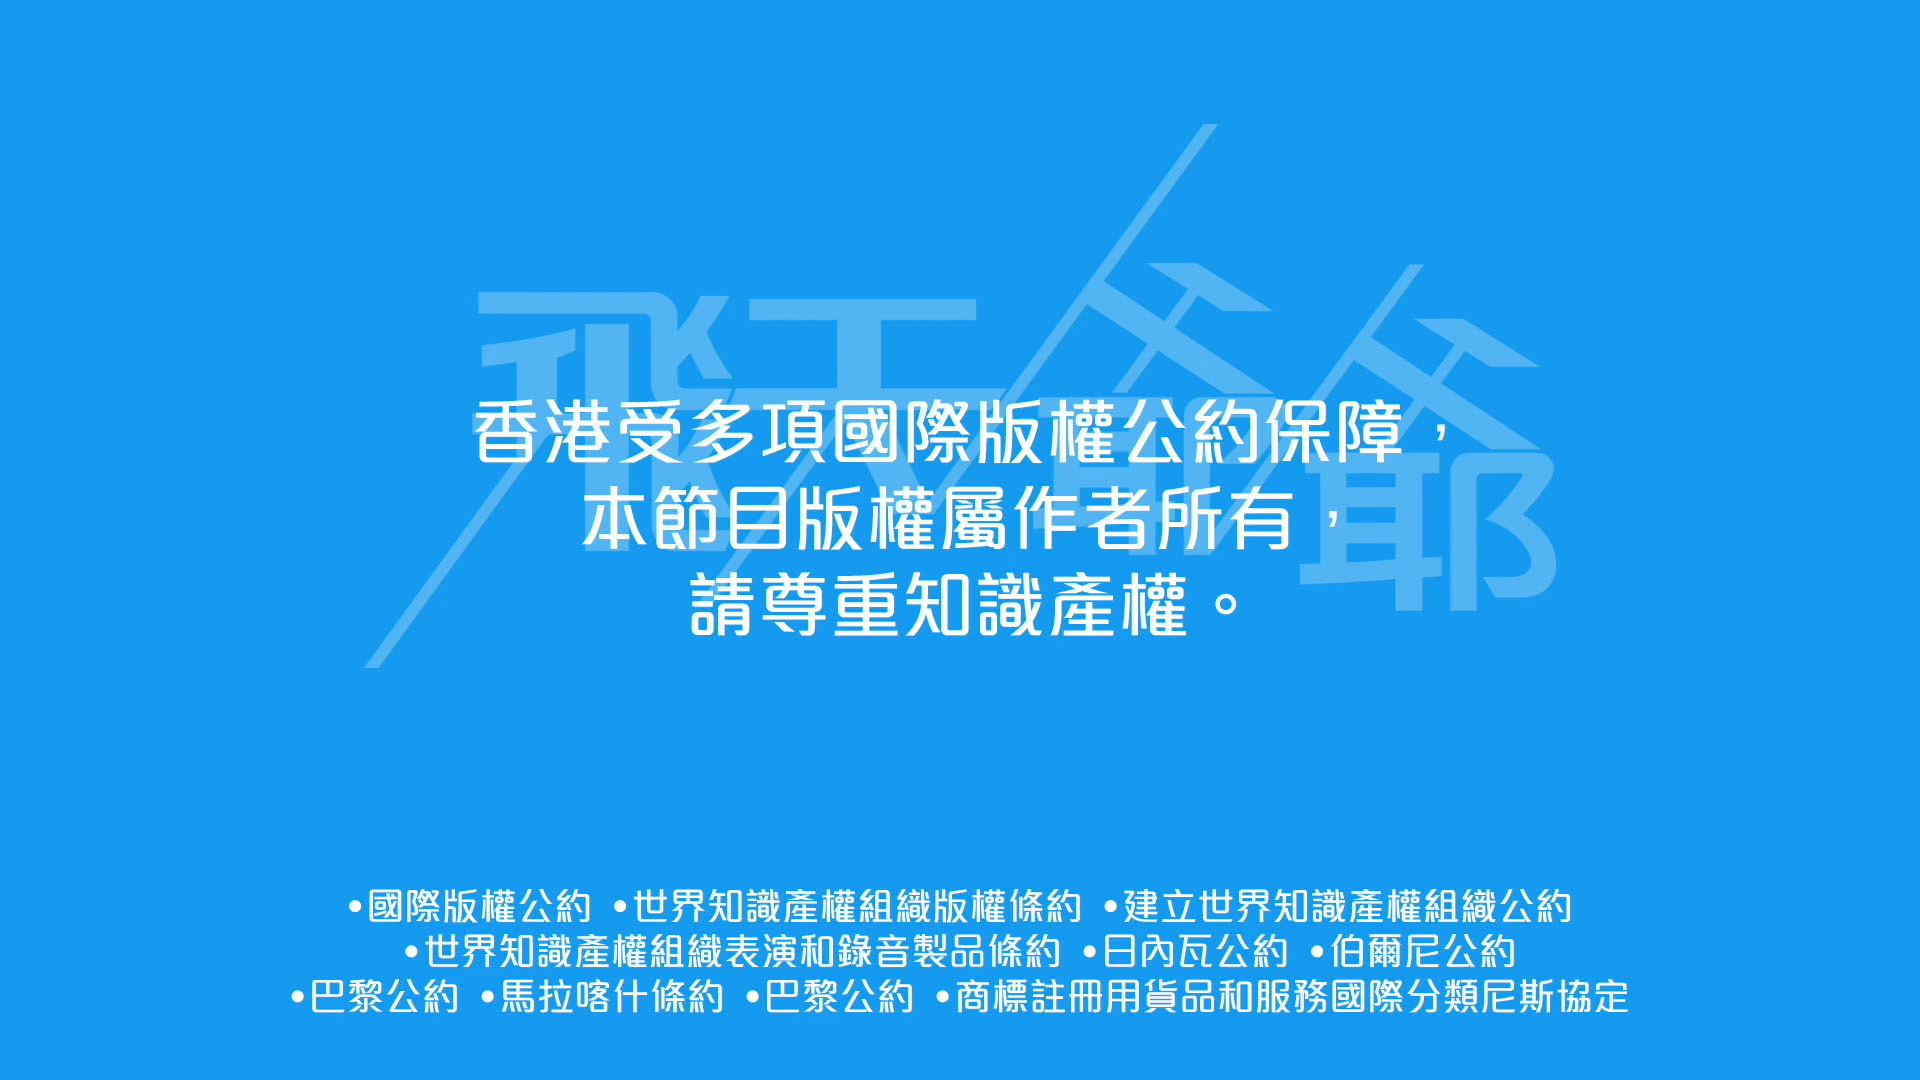 飛天爺爺
香港受多項國際版權公約保障，
本節目版權屬作者所有，
請尊重知識產權。
•國際版權公約 •世界知識產權組織版權條約 •建立世界知識產權組織公約
•世界知識產權組織表演和錄音製品條約 •日內瓦公約 •伯爾尼公約
•巴黎公約 •馬拉喀什條約 •巴黎公約 •商標註冊用貨品和服務國際分類尼斯協定